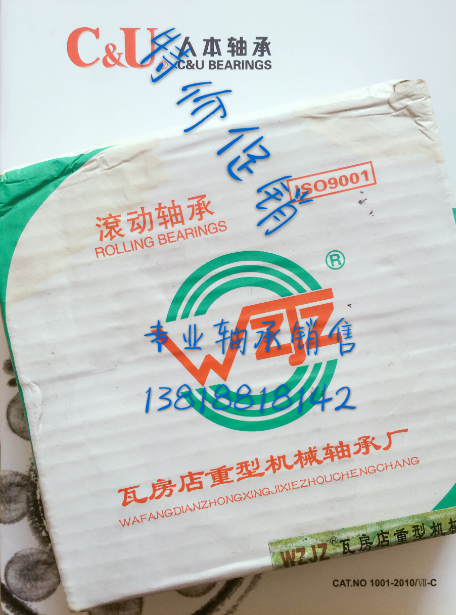 C&U® 人本轴承
C&U BEARINGS
特价促销
ISO9001
滚动轴承
ROLLING BEARINGS
®
WZJZ
专业轴承销售
13818818142
瓦房店重型机械轴承厂
WAFANGDIANZHONGXINGJIXIEZHOUCHENGCHANG
WZJZ® 瓦房店重型机械
CAT.NO 1001-2010/Ⅶ-C